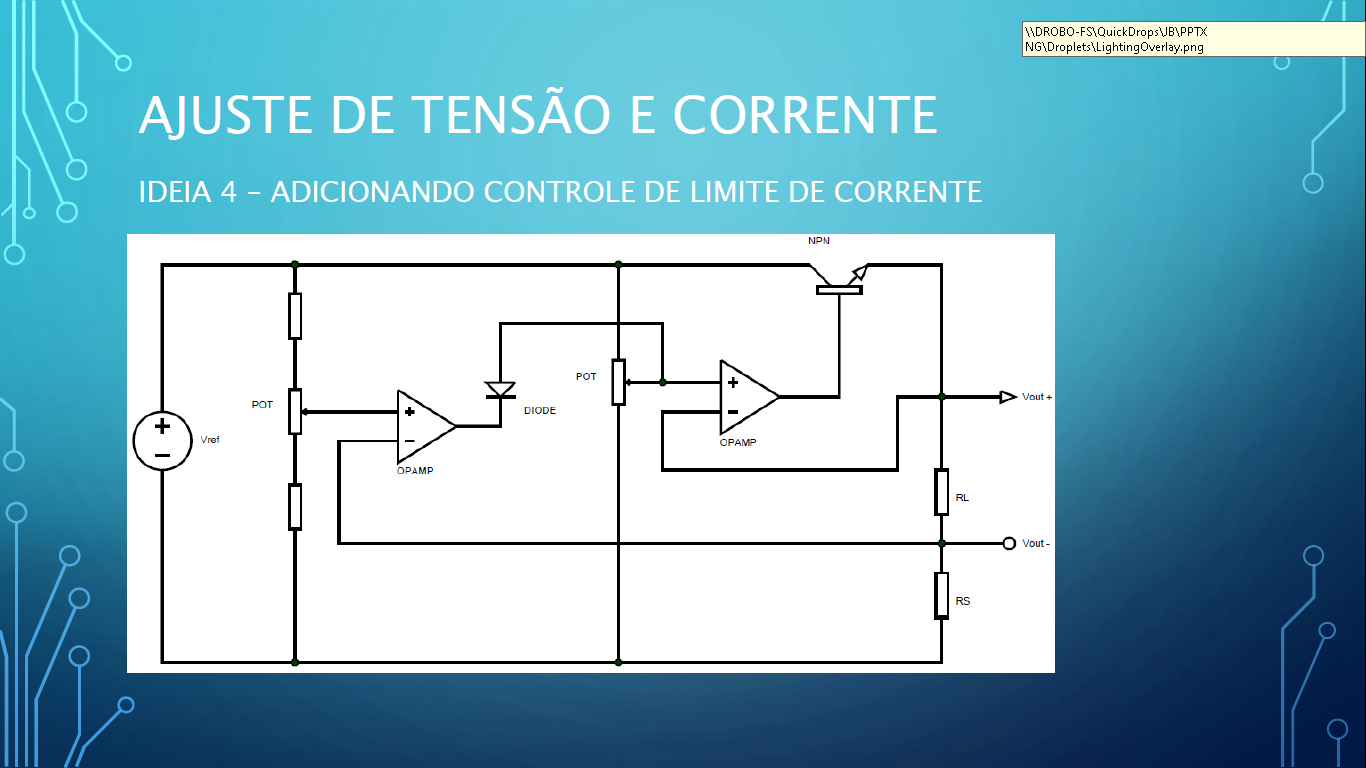 \\DROBO-FS\QuickDrops\JB\PPTX
NG\Droplets\LightingOverlay.png
AJUSTE DE TENSÃO E CORRENTE
IDEIA 4 – ADICIONANDO CONTROLE DE LIMITE DE CORRENTE
NPN
POT
POT
DIODE
Vout +
Vref
OPAMP
OPAMP
RL
Vout -
RS